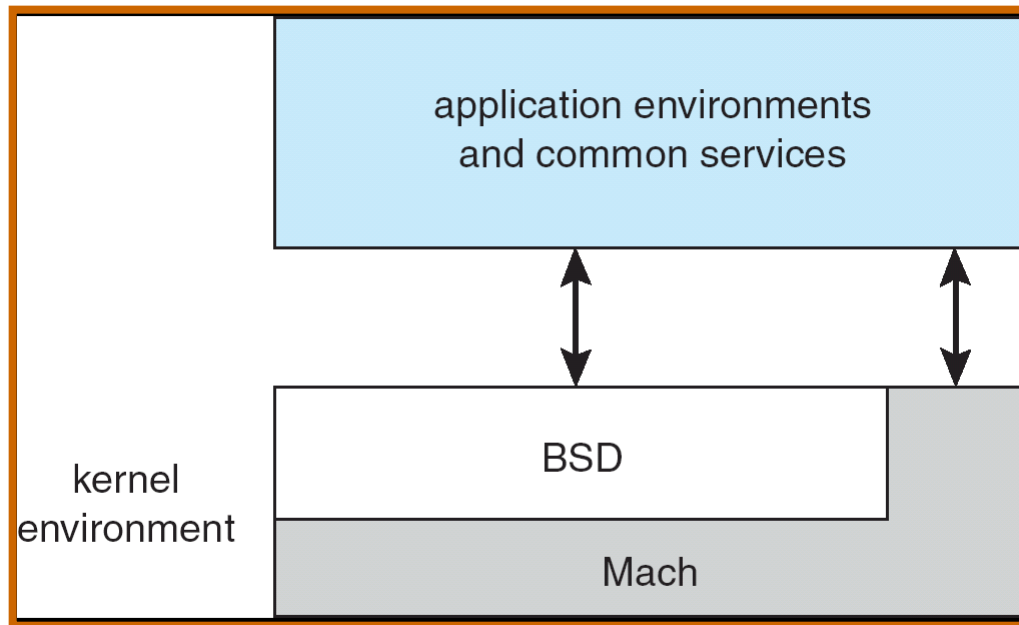 application environments
and common services
BSD
kernel
environment
Mach